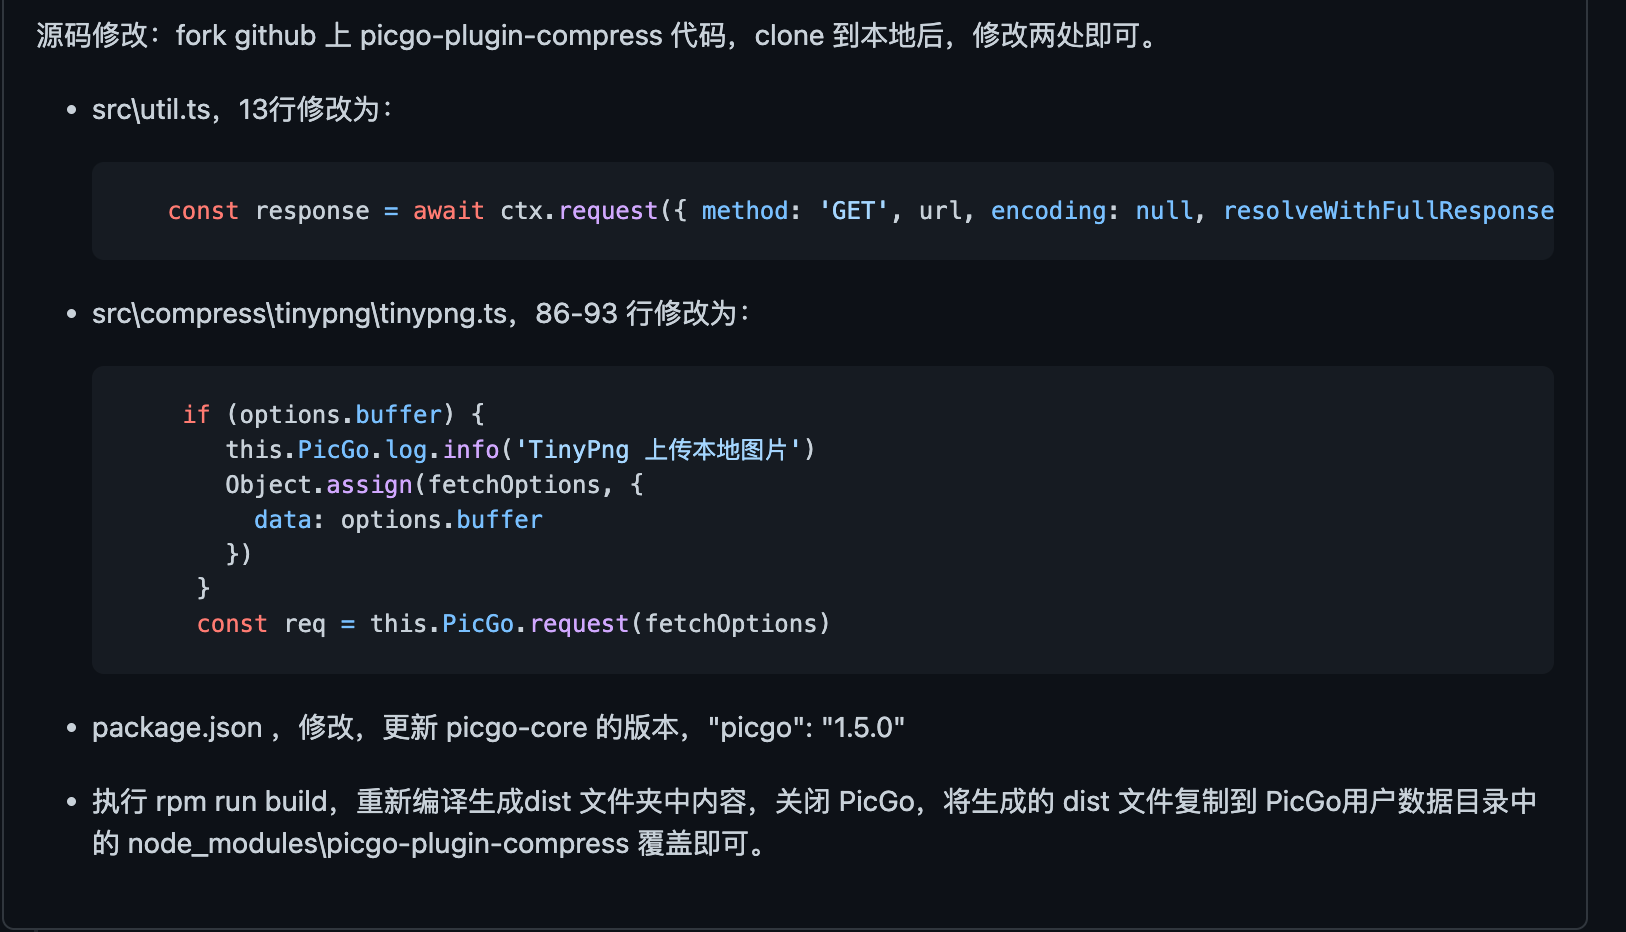 源码修改：fork github 上 picgo-plugin-compress 代码，clone 到本地后，修改两处即可。
• src\util.ts，13行修改为：
const response = await ctx.request({ method: 'GET', url, encoding: null, resolveWithFullResponse
• src\compress\tinypng\tinypng.ts，86-93 行修改为：
if (options.buffer) {
this.PicGo.log.info('TinyPng 上传本地图片')
Object.assign(fetchOptions, {
data: options.buffer
})
}
const req = this.PicGo.request(fetchOptions)
• package.json ，修改，更新 picgo-core 的版本，"picgo": "1.5.0"
• 执行 rpm run build，重新编译生成dist 文件夹中内容，关闭 PicGo，将生成的 dist 文件复制到 PicGo用户数据目录中
的 node_modules\picgo-plugin-compress 覆盖即可。